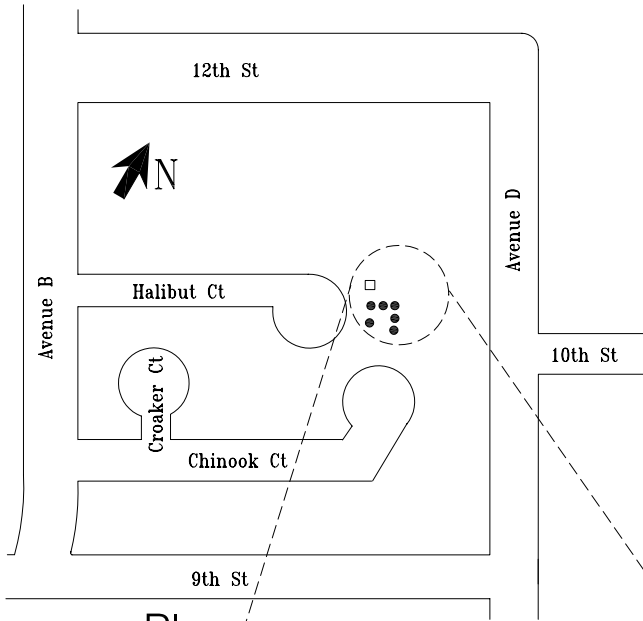 12th St
N
Avenue D
Halibut Ct
Avenue B
10th St
Croaker Ct
Chinook Ct
9th St